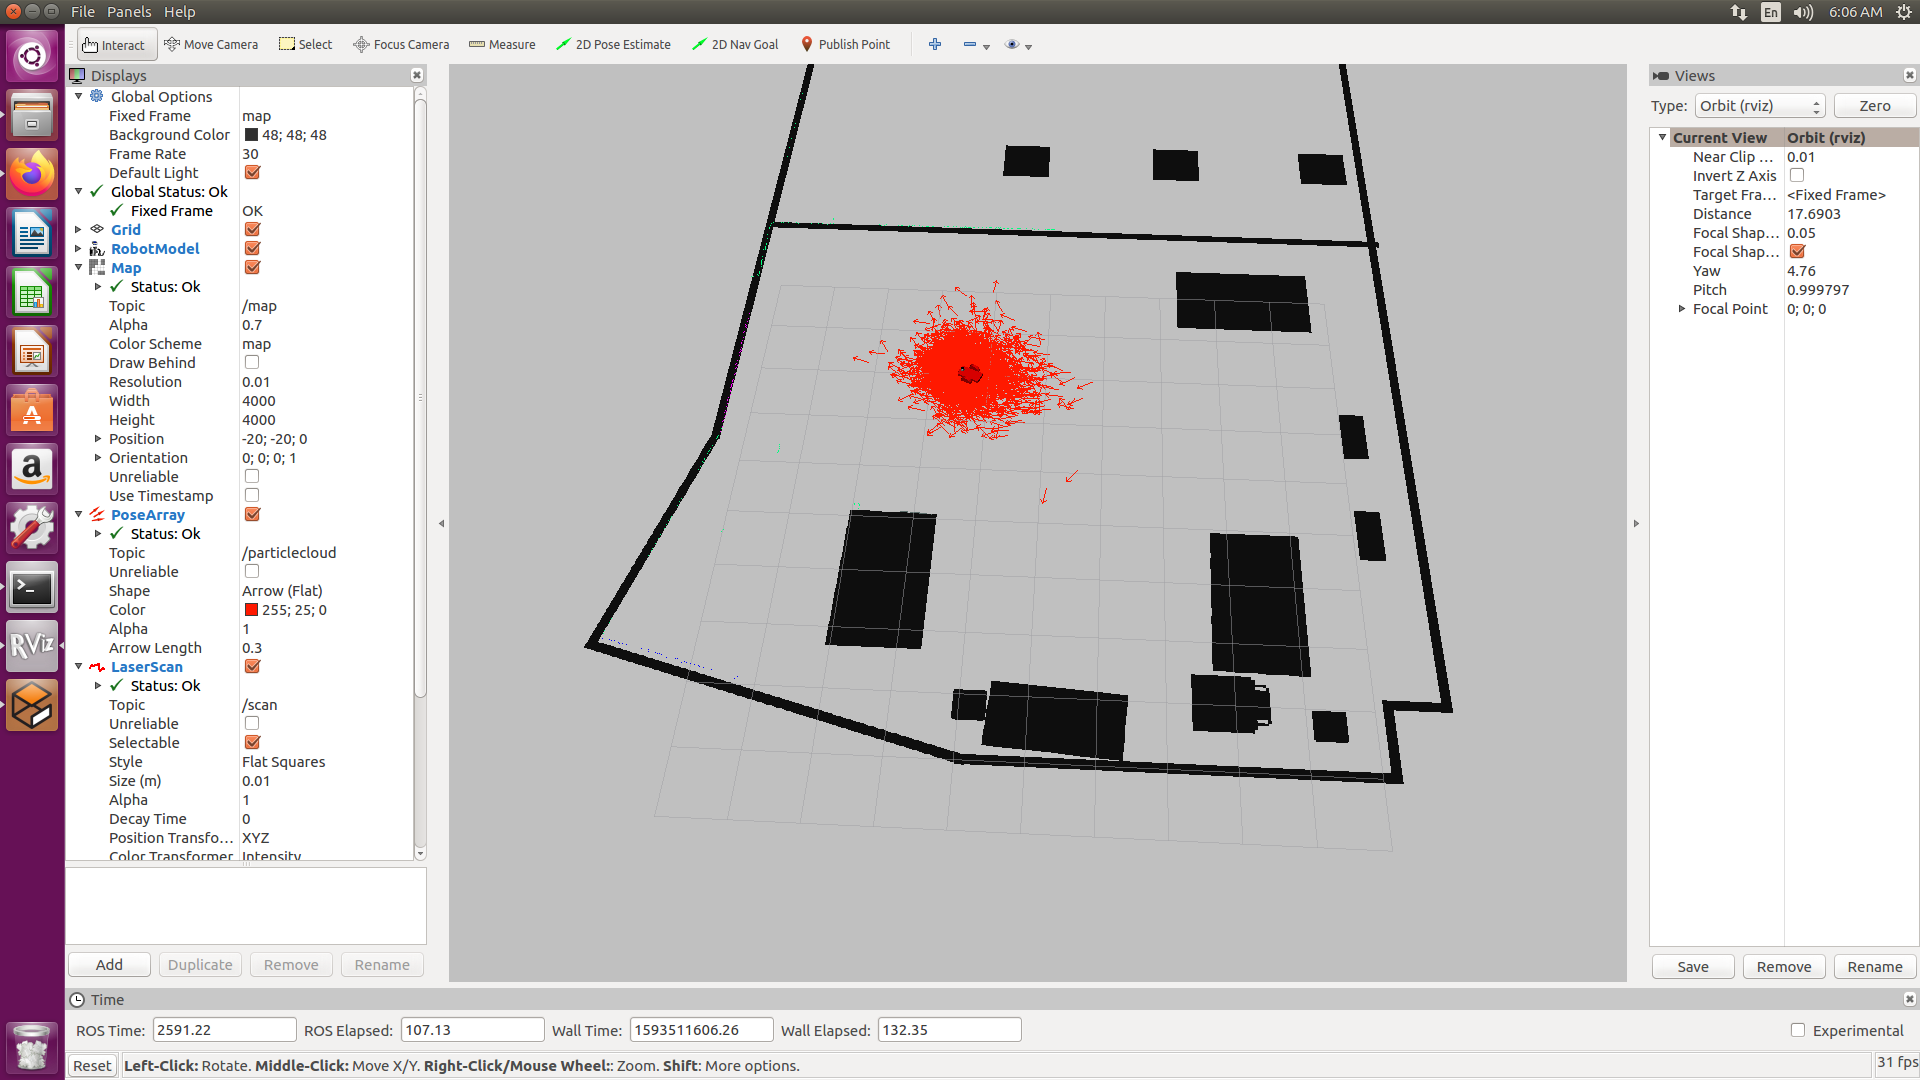 File Panels Help
En 6:06 AM
Interact Move Camera Select Focus Camera Measure 2D Pose Estimate 2D Nav Goal Publish Point
Displays
Global Options
Fixed Frame map
Background Color 48; 48; 48
Frame Rate 30
Default Light
Global Status: Ok
Fixed Frame OK
Grid
RobotModel
Map
Status: Ok
Topic /map
Alpha 0.7
Color Scheme map
Draw Behind
Resolution 0.01
Width 4000
Height 4000
Position -20; -20; 0
Orientation 0; 0; 0; 1
Unreliable
Use Timestamp
PoseArray
Status: Ok
Topic /particlecloud
Unreliable
Shape Arrow (Flat)
Color 255; 25; 0
Alpha 1
Arrow Length 0.3
LaserScan
Status: Ok
Topic /scan
Unreliable
Selectable
Style Flat Squares
Size (m) 0.01
Alpha 1
Decay Time 0
Position Transfo... XYZ
Color Transformer Intensity
Add Duplicate Remove Rename
Views
Type: Orbit (rviz) Zero
Current View Orbit (rviz)
Near Clip ... 0.01
Invert Z Axis
Target Fra... <Fixed Frame>
Distance 17.6903
Focal Shap... 0.05
Focal Shap...
Yaw 4.76
Pitch 0.999797
Focal Point 0; 0; 0
Save Remove Rename
Time
ROS Time: 2591.22 ROS Elapsed: 107.13 Wall Time: 1593511606.26 Wall Elapsed: 132.35 Experimental
Reset Left-Click: Rotate. Middle-Click: Move X/Y. Right-Click/Mouse Wheel:: Zoom. Shift: More options. 31 fps
RViz